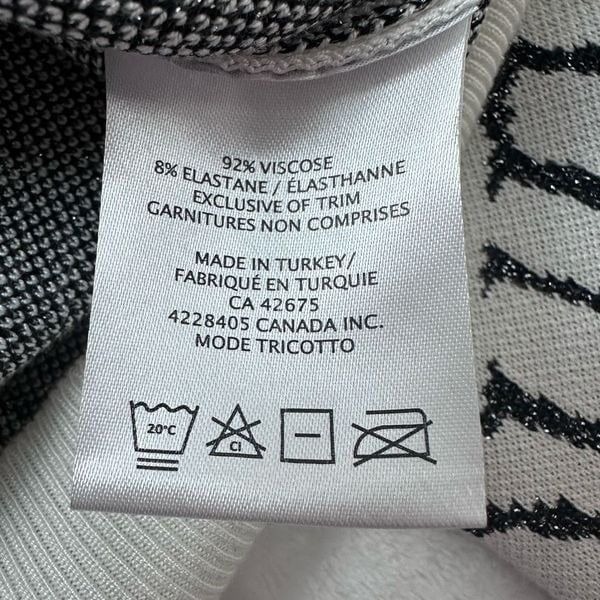 92% VISCOSE
8% ELASTANE / ÉLASTHANNE
EXCLUSIVE OF TRIM
GARNITURES NON COMPRISES
MADE IN TURKEY/
FABRIQUÉ EN TURQUIE
CA 42675
4228405 CANADA INC.
MODE TRICOTTO
20°C
Cl